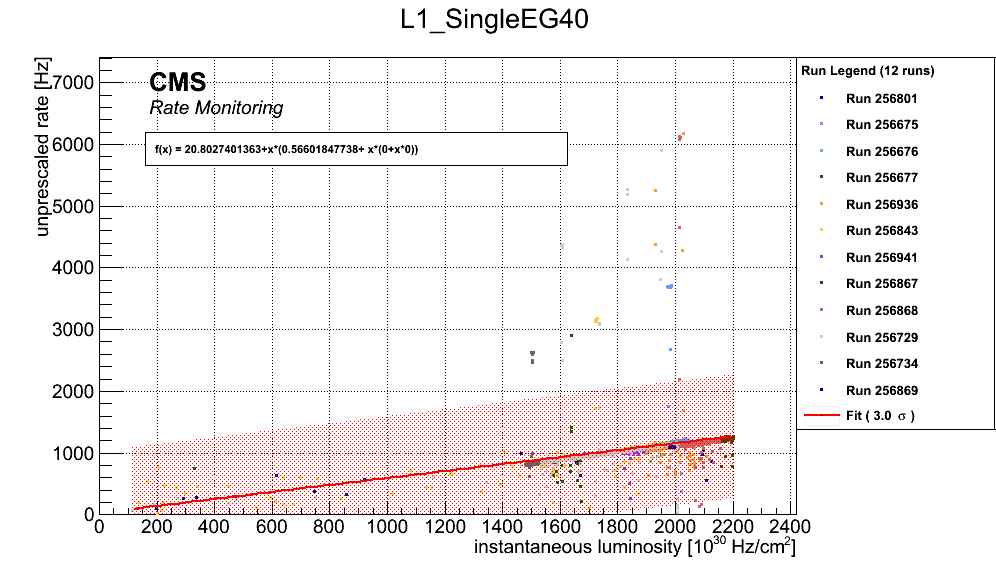 L1_SingleEG40
unprescaled rate [Hz]
7000
6000
5000
4000
3000
2000
1000
0
CMS
Rate Monitoring
f(x) = 20.8027401363+x*(0.56601847738+ x*(0+x*0))
0 200 400 600 800 1000 1200 1400 1600 1800 2000 2200 2400
instantaneous luminosity [10³⁰ Hz/cm²]
Run Legend (12 runs)
Run 256801
Run 256675
Run 256676
Run 256677
Run 256936
Run 256843
Run 256941
Run 256867
Run 256868
Run 256729
Run 256734
Run 256869
Fit ( 3.0 σ )